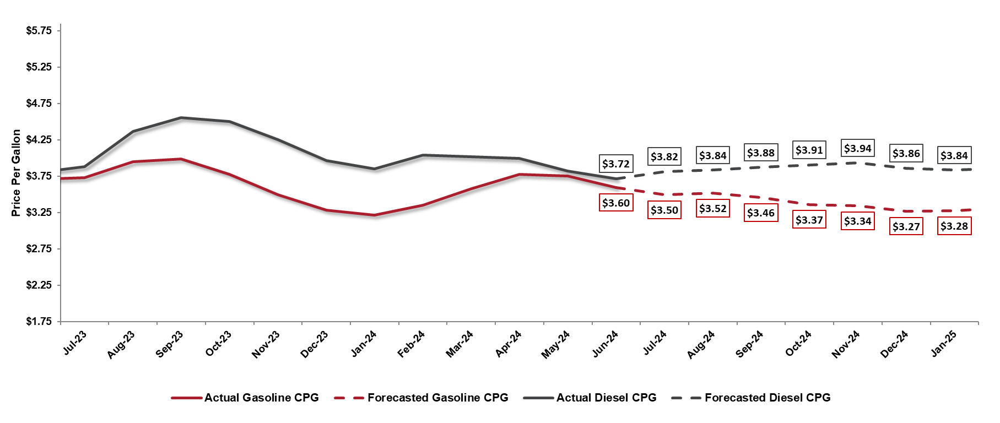 $5.75
$5.25
$4.75
$4.25
$3.75
$3.25
$2.75
$2.25
$1.75
Price Per Gallon
$3.72
$3.82
$3.84
$3.88
$3.91
$3.94
$3.86
$3.84
$3.60
$3.50
$3.52
$3.46
$3.37
$3.34
$3.27
$3.28
Jul-23
Aug-23
Sep-23
Oct-23
Nov-23
Dec-23
Jan-24
Feb-24
Mar-24
Apr-24
May-24
Jun-24
Jul-24
Aug-24
Sep-24
Oct-24
Nov-24
Dec-24
Jan-25
Actual Gasoline CPG
Forecasted Gasoline CPG
Actual Diesel CPG
Forecasted Diesel CPG